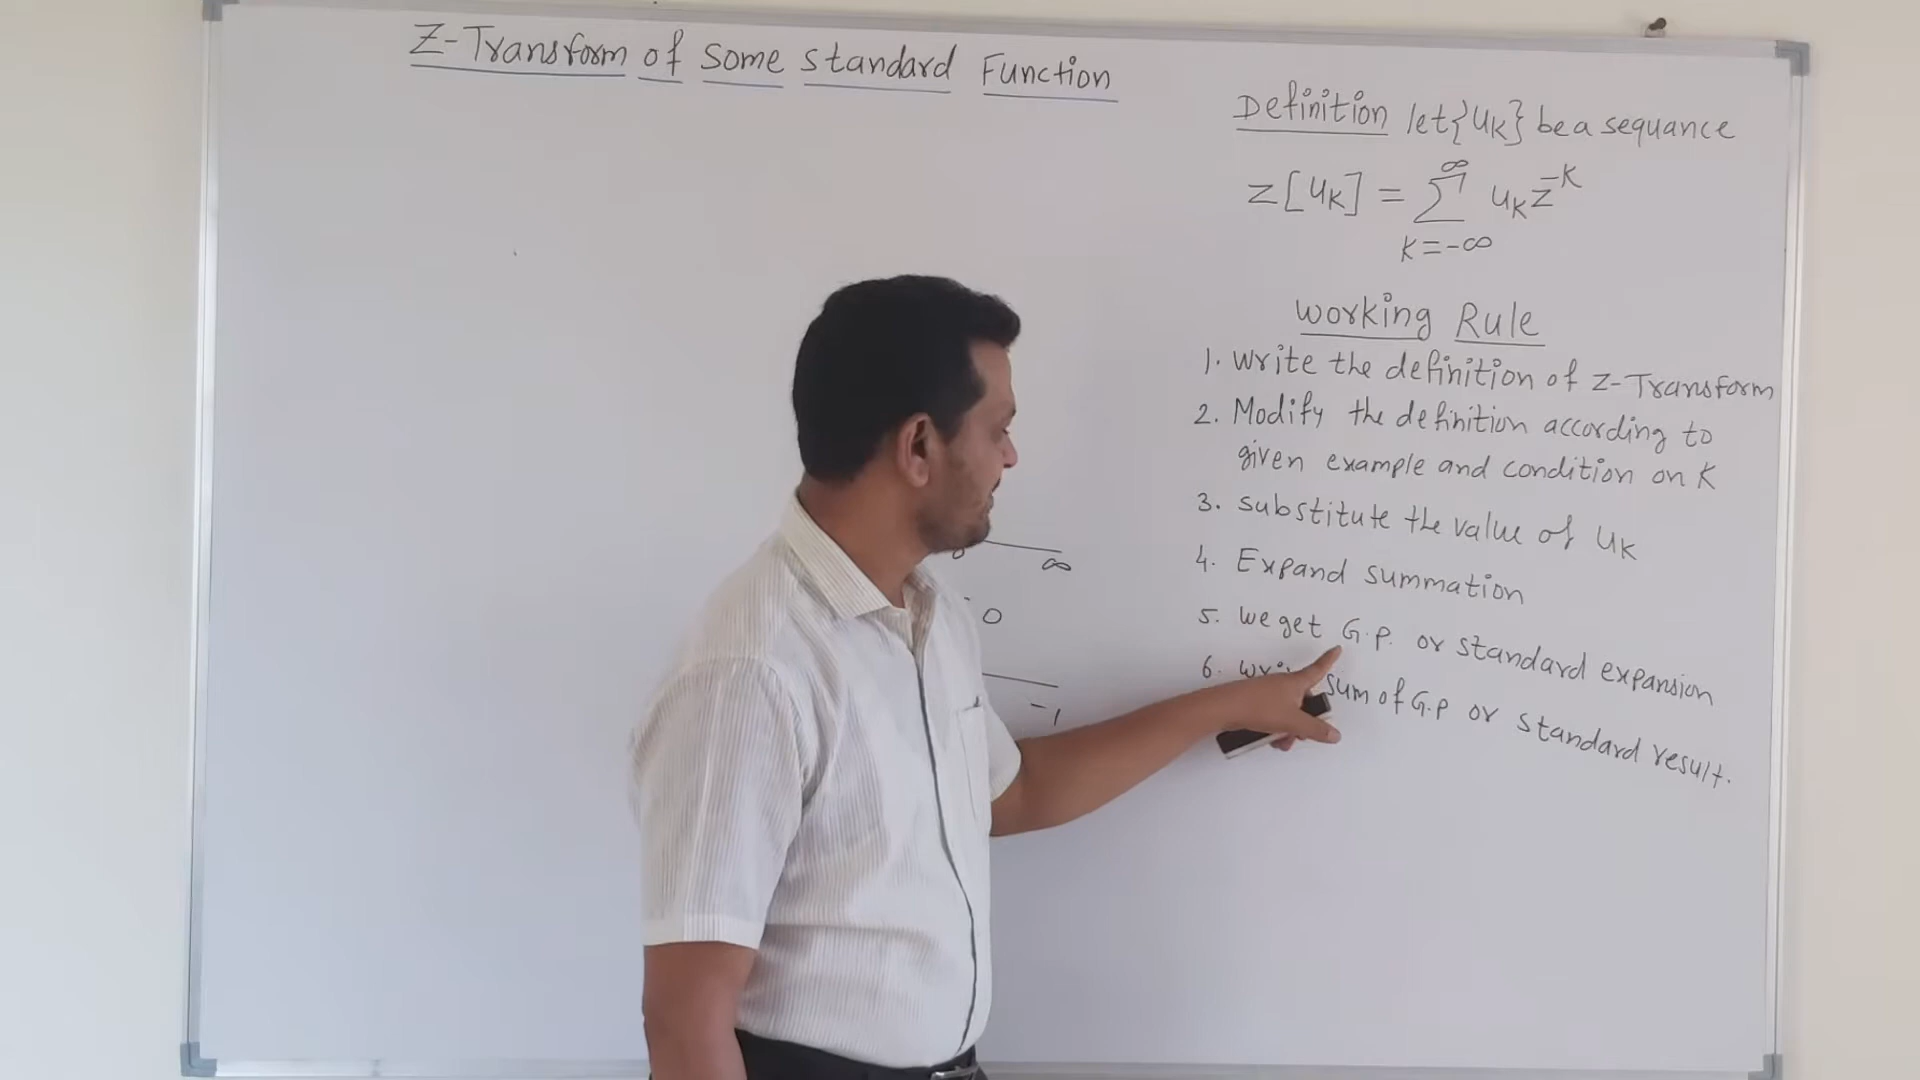 Z-Transform of some standard Function
Definition let {uk} be a sequance
z[uk] = ∑ uk z^-k
∞
k=-∞
working Rule
1. write the definition of z-Transform
2. Modify the definition according to
given example and condition on k
3. substitute the value of uk
4. Expand summation
5. we get G.P. or standard expansion
6. sum of G.P or standard result.
0 ∞
0
-1